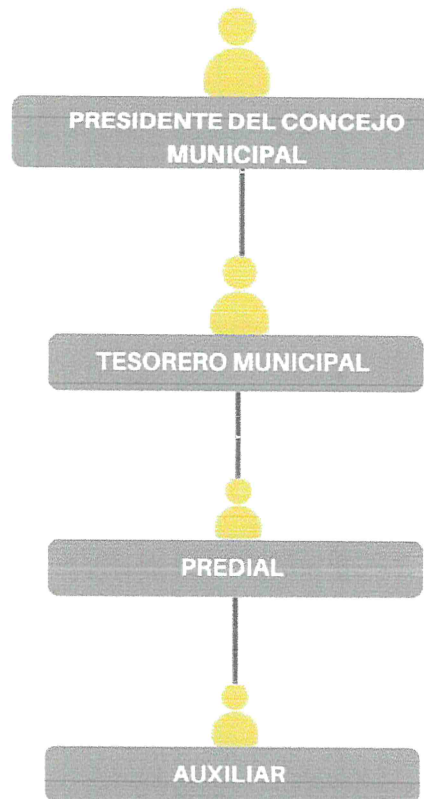 PRESIDENTE DEL CONCEJO
MUNICIPAL
TESORERO MUNICIPAL
PREDIAL
AUXILIAR